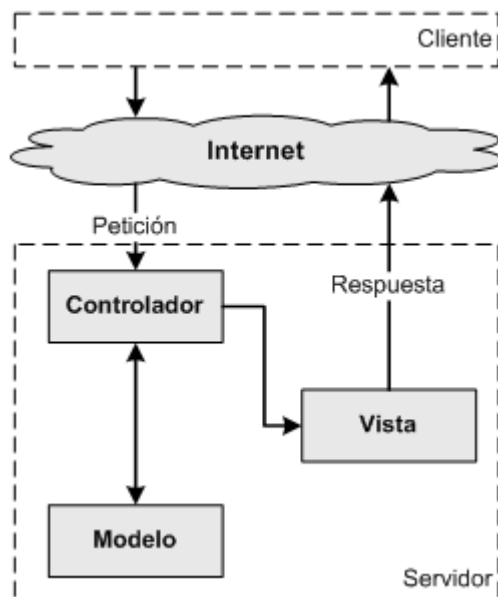 Cliente
Internet
Petición
Controlador
Respuesta
Vista
Modelo
Servidor